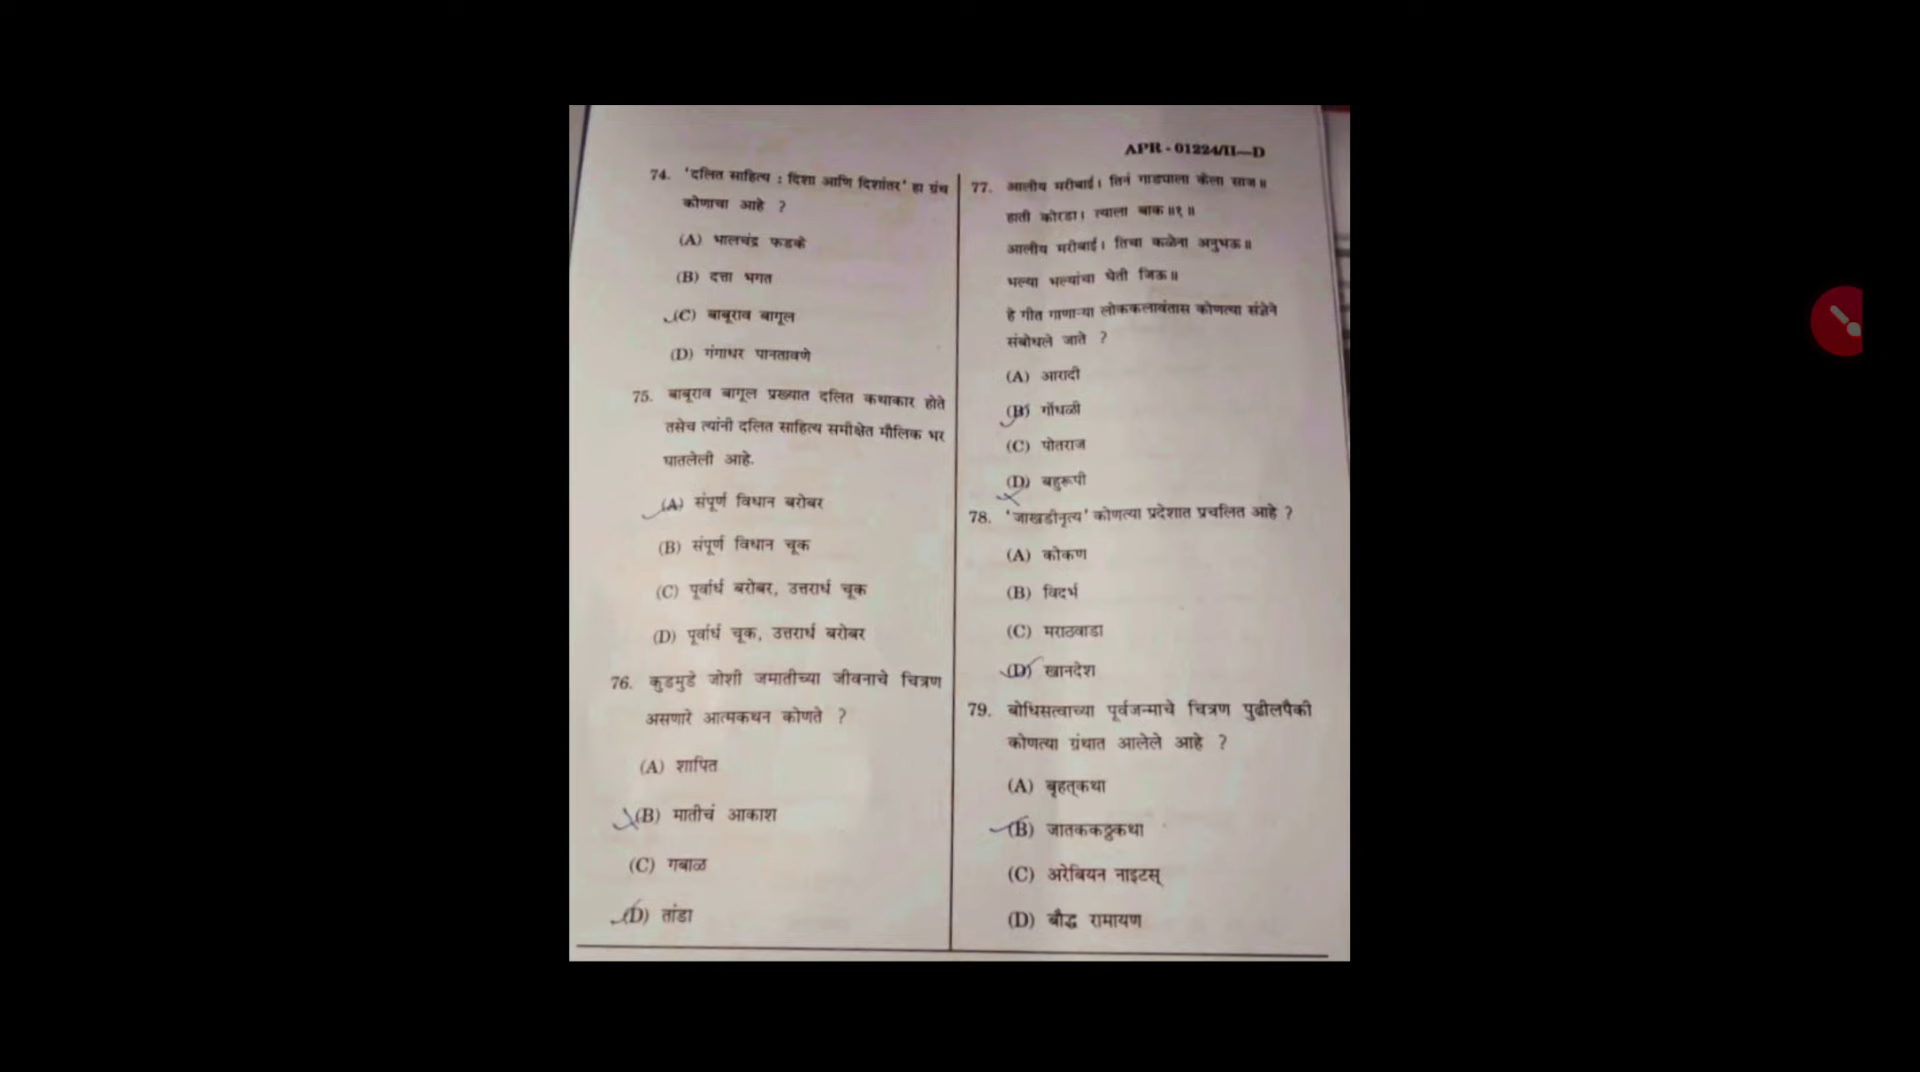 APR - 01224/II—D
74. 'दलित साहित्य : दिशा आणि दिशांतर' हा ग्रंथ
कोणाचा आहे ?
(A) भालचंद्र फडके
(B) दत्ता भगत
(C) बाबूराव बागूल
(D) गंगाधर पानतावणे
75. बाबूराव बागूल प्रख्यात दलित कथाकार होते
तसेच त्यांनी दलित साहित्य समीक्षेत मौलिक भर
घातलेली आहे.
(A) संपूर्ण विधान बरोबर
(B) संपूर्ण विधान चूक
(C) पूर्वार्ध बरोबर, उत्तरार्ध चूक
(D) पूर्वार्ध चूक, उत्तरार्ध बरोबर
76. कुडमुडे जोशी जमातीच्या जीवनाचे चित्रण
असणारे आत्मकथन कोणते ?
(A) शापित
(B) मातीचं आकाश
(C) गबाळ
(D) तांडा
77. आलीय मरीबाई। तिनं गाड्याला केला साज॥
हाती कोरडा। त्याला बाक॥१॥
आलीय मरीबाई। तिचा कळेना अनुभऊ॥
भल्या भल्यांचा घेती जिऊ॥
हे गीत गाणाऱ्या लोककलावंतास कोणत्या संज्ञेने
संबोधले जाते ?
(A) आरादी
(B) गोंधळी
(C) पोतराज
(D) बहुरूपी
78. 'जाखडीनृत्य' कोणत्या प्रदेशात प्रचलित आहे ?
(A) कोकण
(B) विदर्भ
(C) मराठवाडा
(D) खानदेश
79. बोधिसत्वाच्या पूर्वजन्माचे चित्रण पुढीलपैकी
कोणत्या ग्रंथात आलेले आहे ?
(A) बृहत्कथा
(B) जातककठ्ठकथा
(C) अरेबियन नाइटस्
(D) बौद्ध रामायण